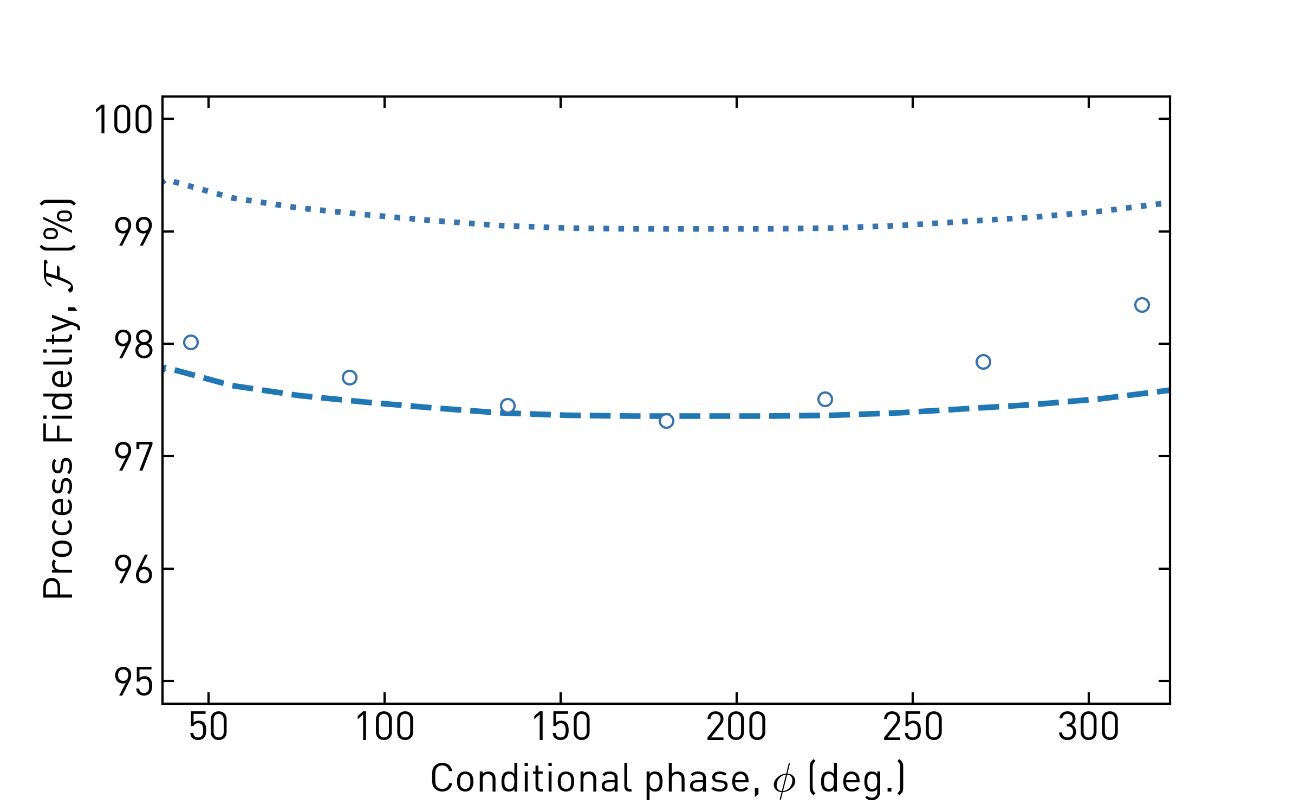 100
99
98
97
96
95
Process Fidelity, ℱ (%)
50 100 150 200 250 300
Conditional phase, ϕ (deg.)